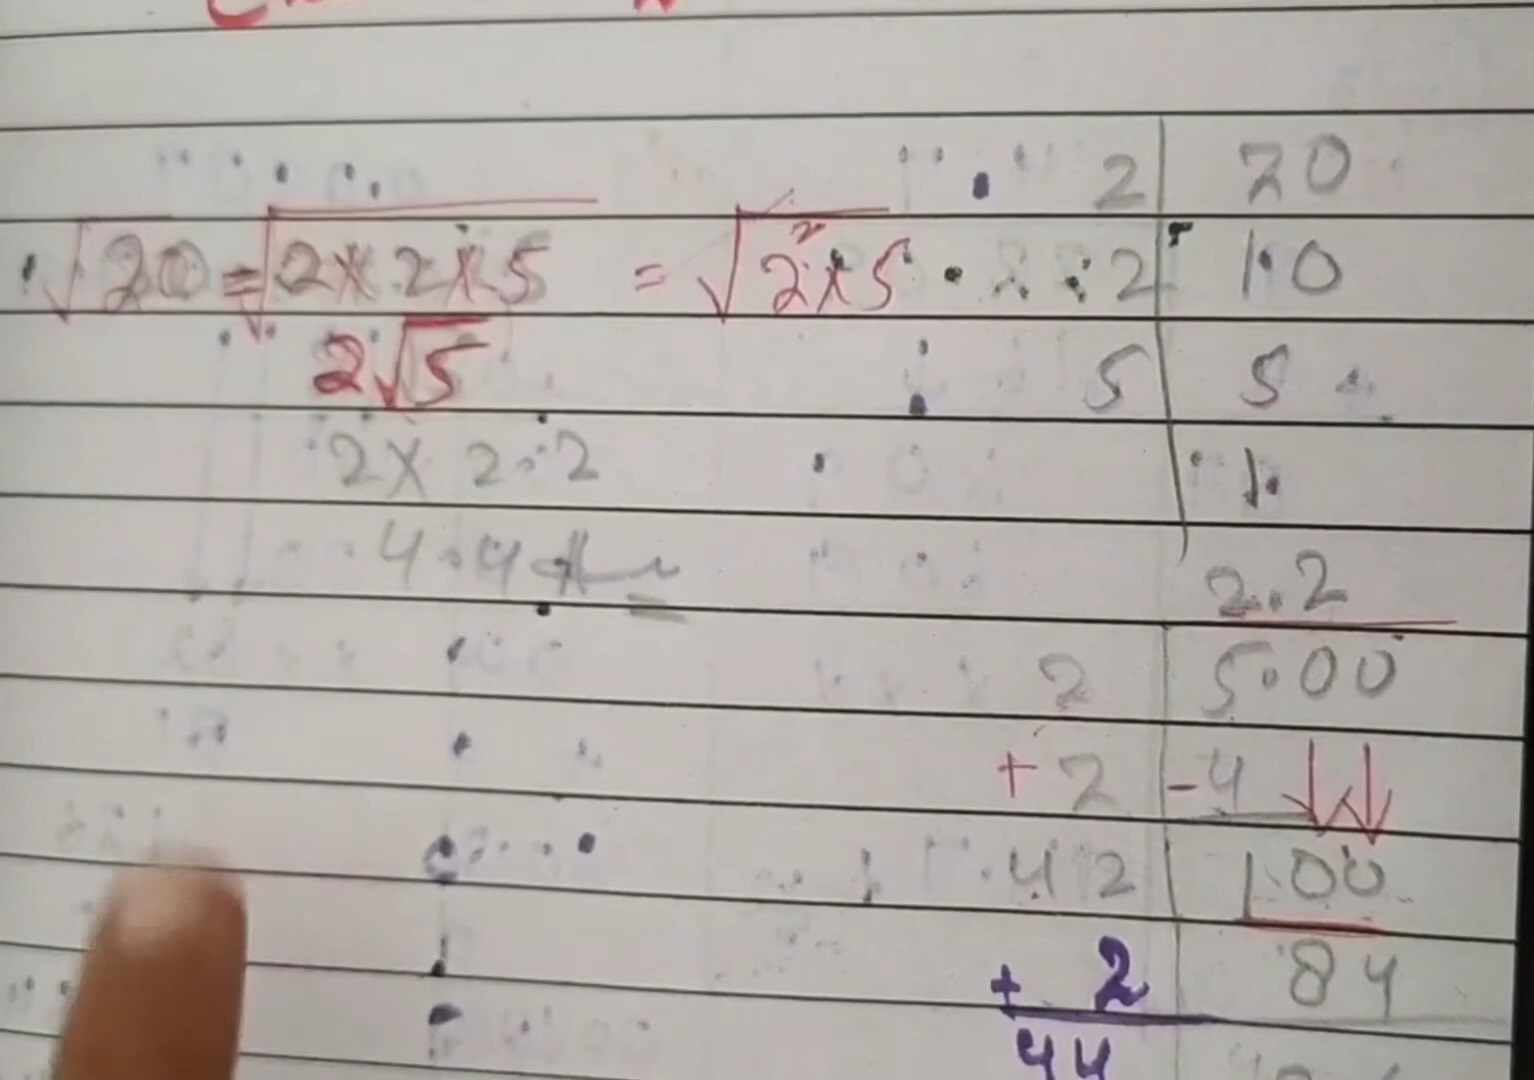 2 | 20
√20 = √2×2×5 = √2²×5 2 | 10
2√5 5 | 5
2×2.2 1
4.4 Ans 2.2
2 | 5.00
+2 | -4
42 | 100
+2 | 84
44